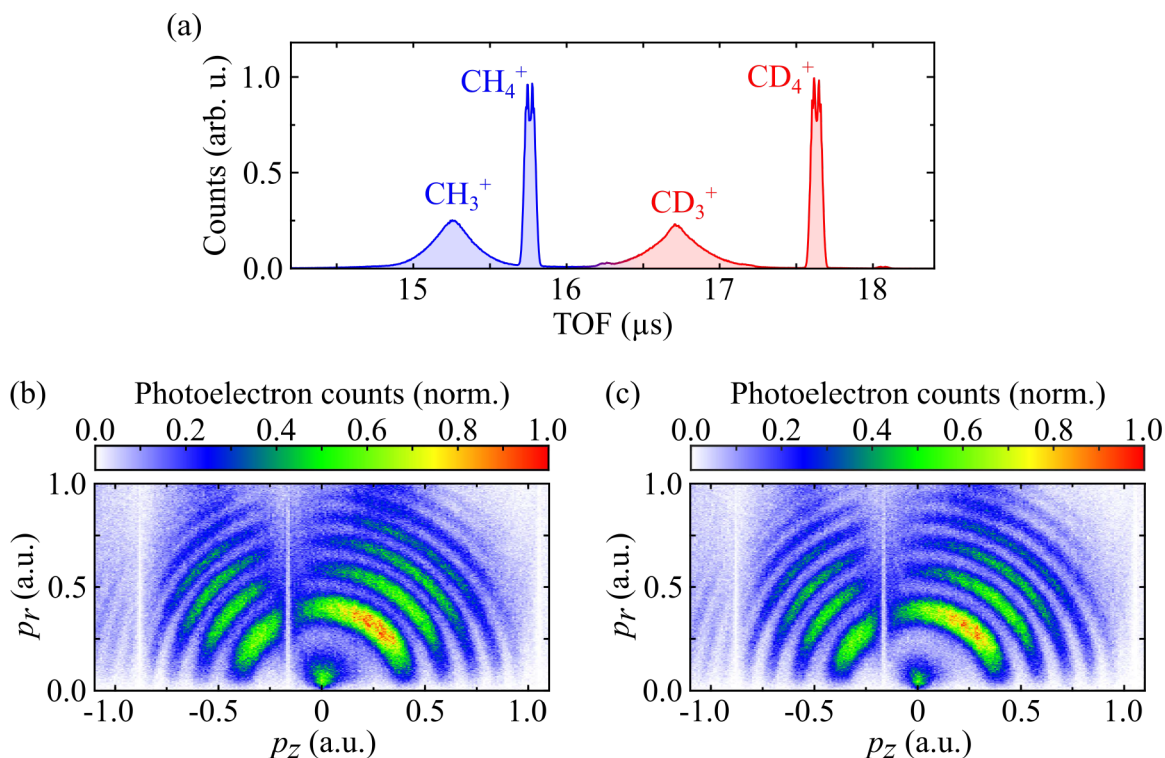 (a)
Counts (arb. u.)
1.0
0.5
0.0
CH₃⁺
CH₄⁺
CD₃⁺
CD₄⁺
15 16 17 18
TOF (µs)
(b)
Photoelectron counts (norm.)
0.0 0.2 0.4 0.6 0.8 1.0
pr (a.u.)
1.0
0.5
0.0
-1.0 -0.5 0 0.5 1.0
pz (a.u.)
(c)
Photoelectron counts (norm.)
0.0 0.2 0.4 0.6 0.8 1.0
pr (a.u.)
1.0
0.5
0.0
-1.0 -0.5 0 0.5 1.0
pz (a.u.)